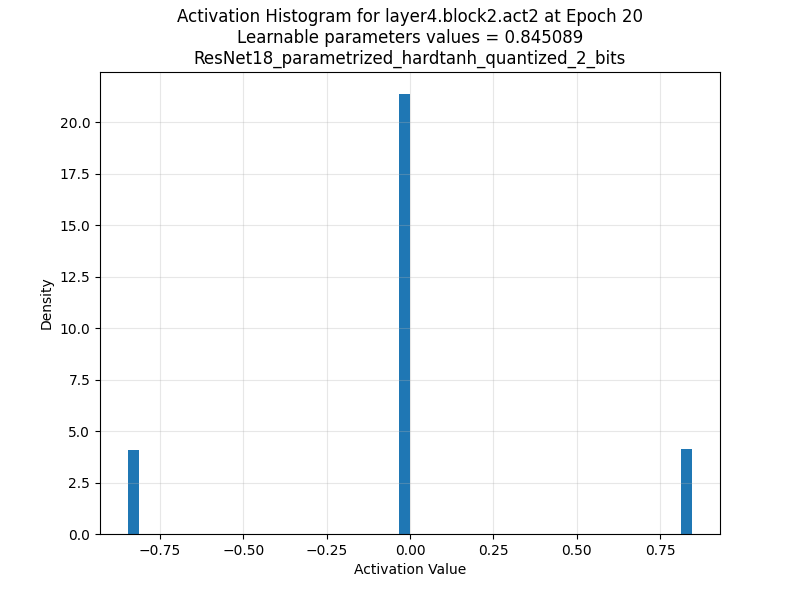 Activation Histogram for layer4.block2.act2 at Epoch 20
Learnable parameters values = 0.845089
ResNet18_parametrized_hardtanh_quantized_2_bits
20.0
17.5
15.0
12.5
10.0
7.5
5.0
2.5
0.0
Density
−0.75 −0.50 −0.25 0.00 0.25 0.50 0.75
Activation Value